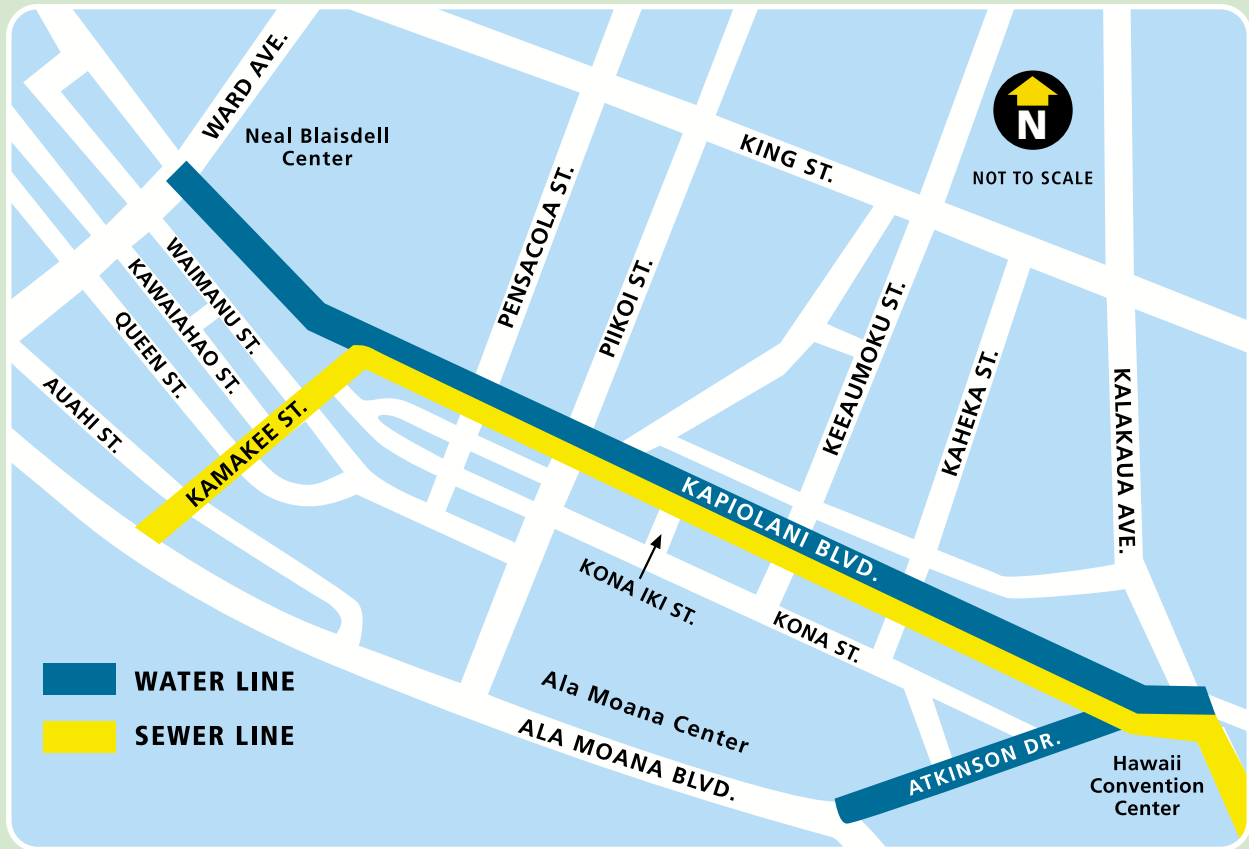 WARD AVE.
Neal Blaisdell
Center
KING ST.
N
NOT TO SCALE
PENSACOLA ST.
PIIKOI ST.
WAIMANU ST.
KAWAIAHAO ST.
QUEEN ST.
AUAHI ST.
KAMAKEE ST.
KEEAUMOKU ST.
KAHEKA ST.
KALAKAUA AVE.
KAPIOLANI BLVD.
KONA IKI ST.
KONA ST.
Ala Moana Center
ALA MOANA BLVD.
ATKINSON DR.
Hawaii
Convention
Center
WATER LINE
SEWER LINE